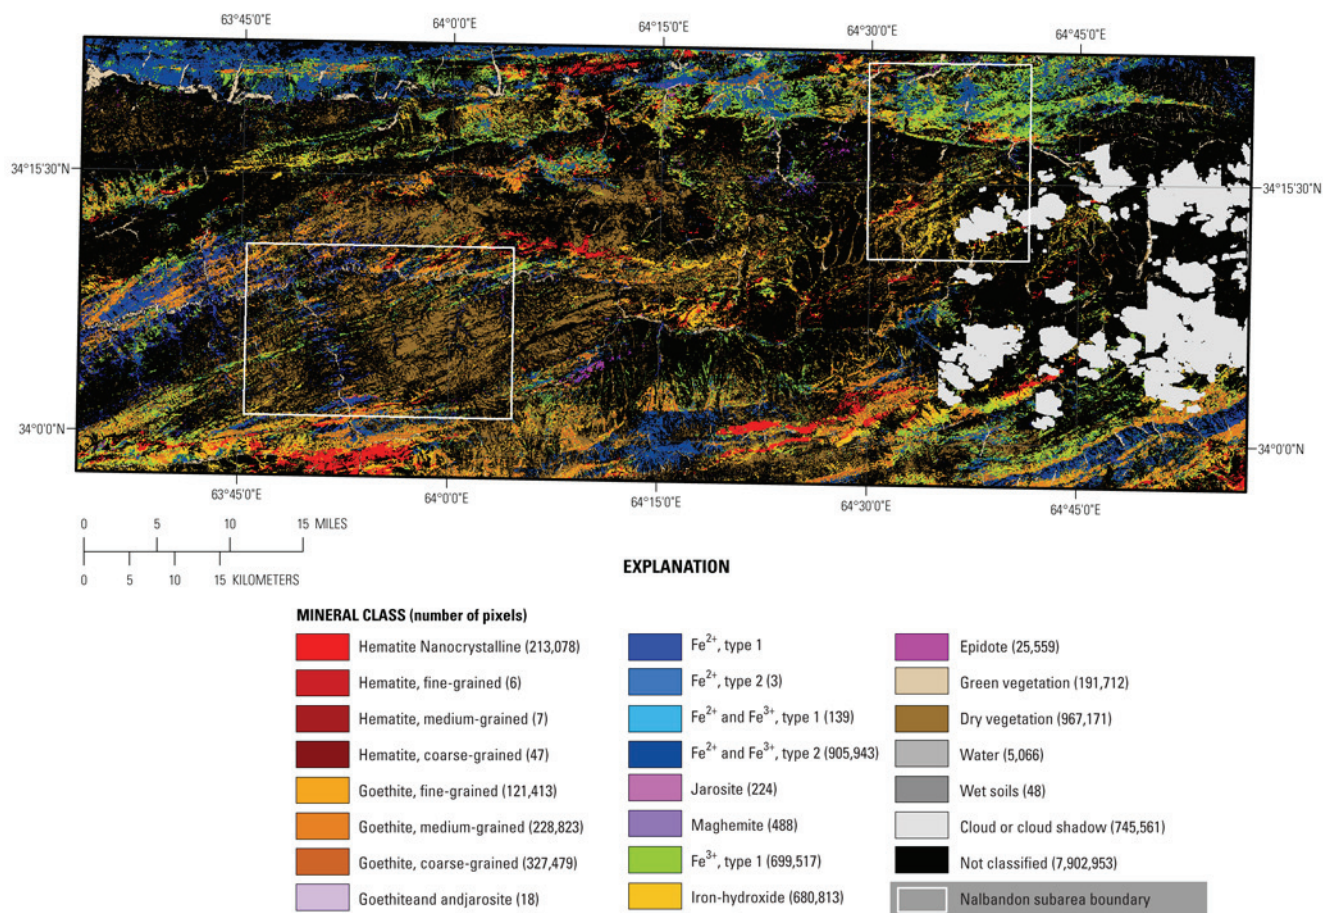 63°45'0"E
64°0'0"E
64°15'0"E
64°30'0"E
64°45'0"E
34°15'30"N
34°15'30"N
34°0'0"N
34°0'0"N
63°45'0"E
64°0'0"E
64°15'0"E
64°30'0"E
64°45'0"E
0 5 10 15 MILES
0 5 10 15 KILOMETERS
EXPLANATION
MINERAL CLASS (number of pixels)
Hematite Nanocrystalline (213,078)
Hematite, fine-grained (6)
Hematite, medium-grained (7)
Hematite, coarse-grained (47)
Goethite, fine-grained (121,413)
Goethite, medium-grained (228,823)
Goethite, coarse-grained (327,479)
Goethiteand andjarosite (18)
Fe2+, type 1
Fe2+, type 2 (3)
Fe2+ and Fe3+, type 1 (139)
Fe2+ and Fe3+, type 2 (905,943)
Jarosite (224)
Maghemite (488)
Fe3+, type 1 (699,517)
Iron-hydroxide (680,813)
Epidote (25,559)
Green vegetation (191,712)
Dry vegetation (967,171)
Water (5,066)
Wet soils (48)
Cloud or cloud shadow (745,561)
Not classified (7,902,953)
Nalbandon subarea boundary